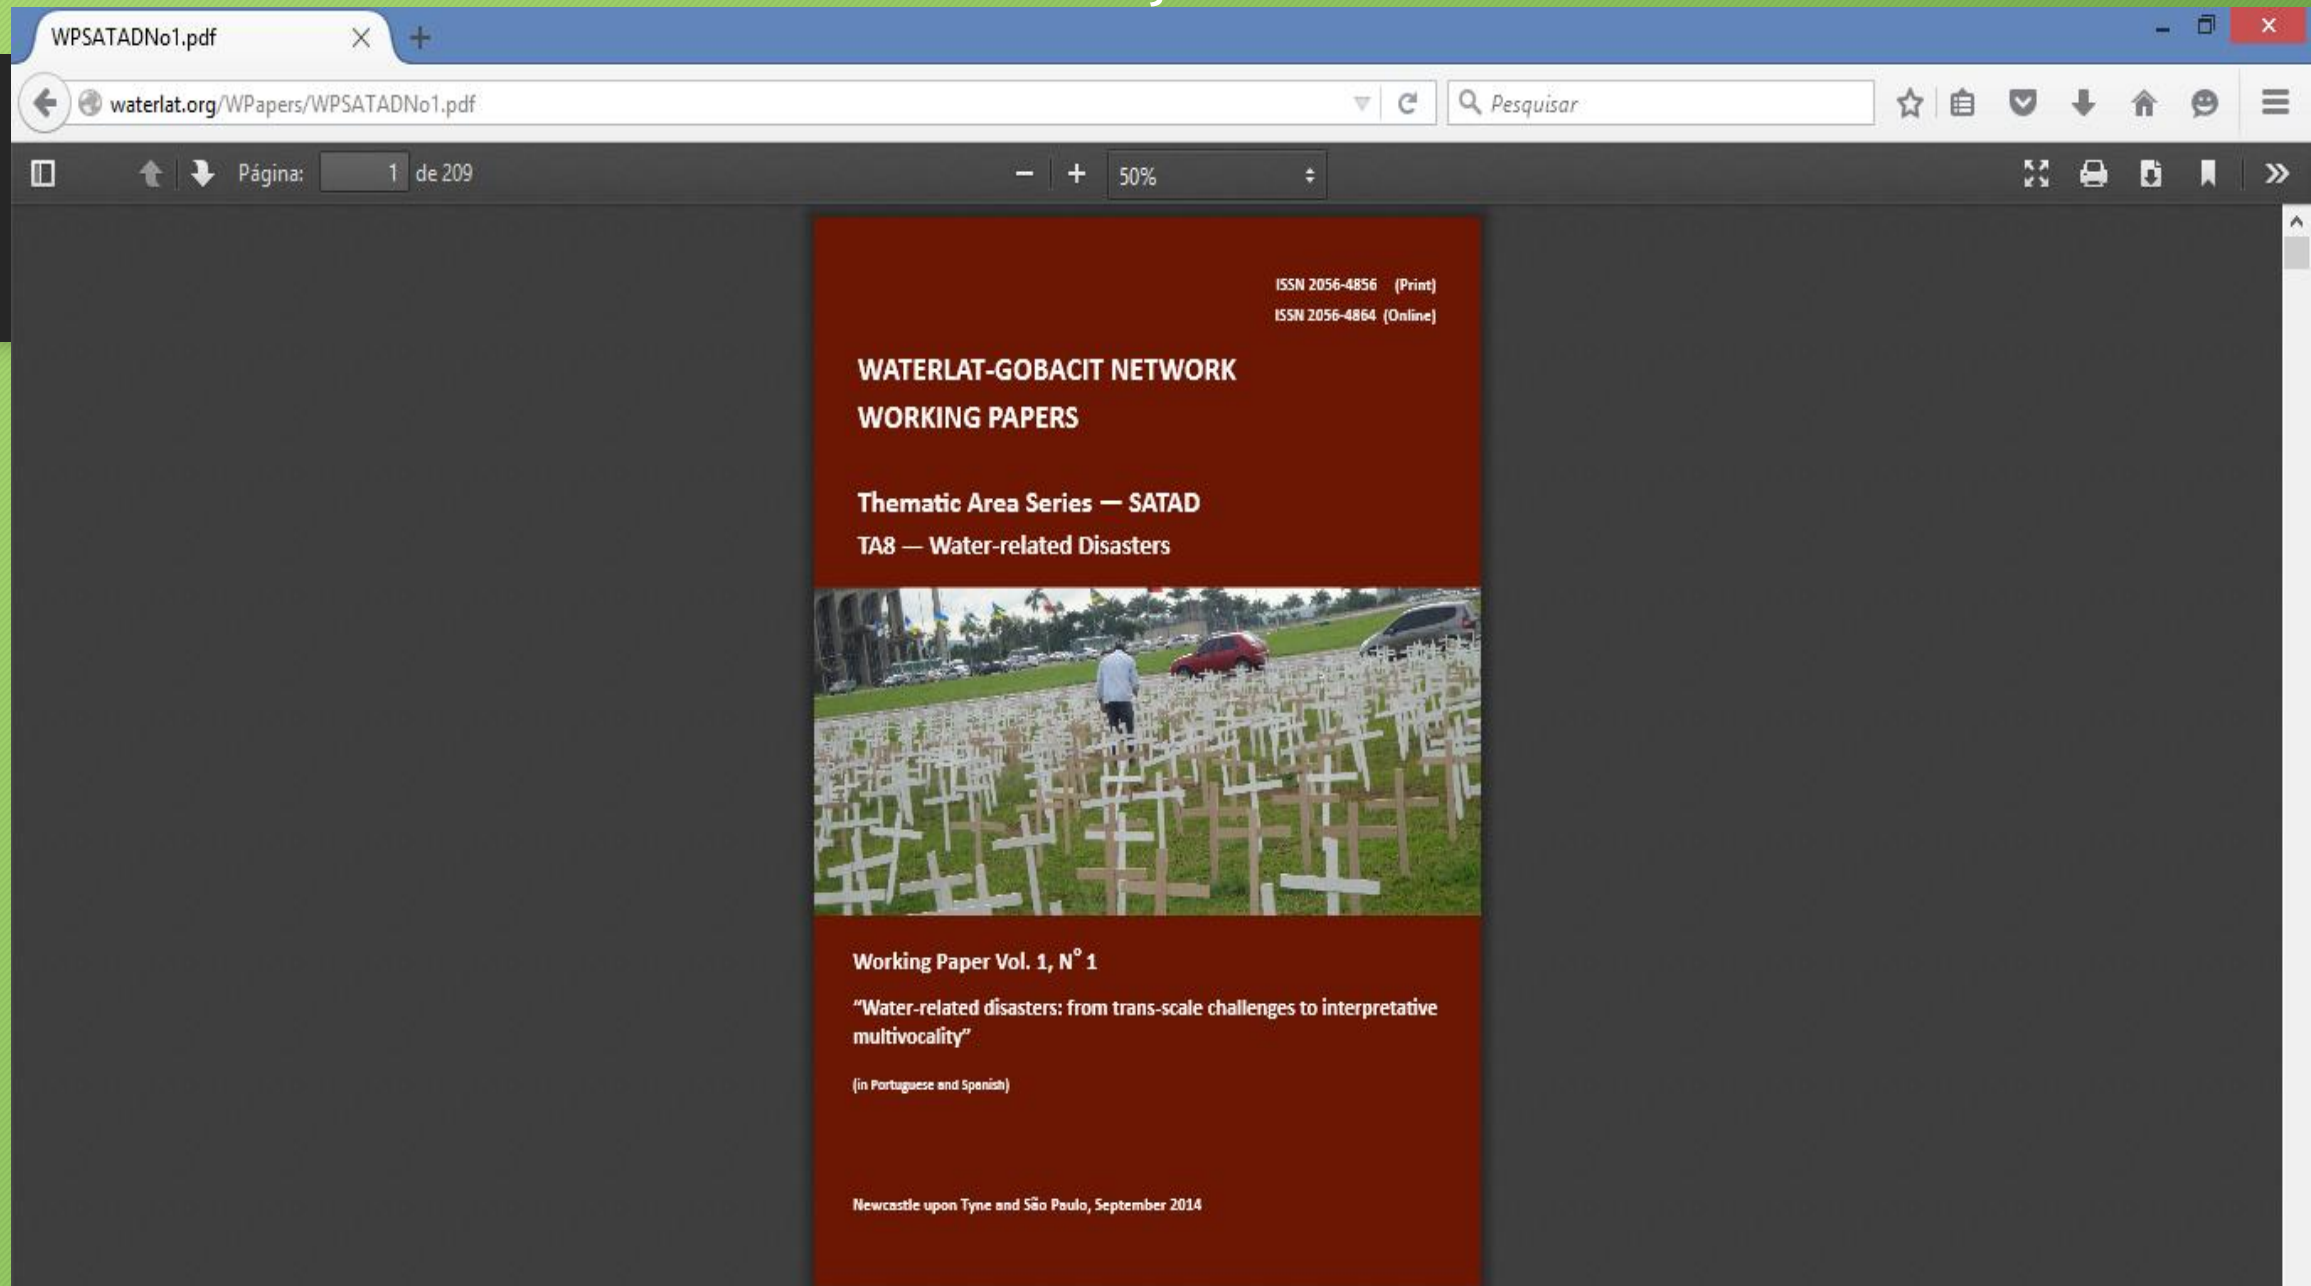 WPSATADNo1.pdf
waterlat.org/WPapers/WPSATADNo1.pdf
Pesquisar
Página: 1 de 209
50%
ISSN 2056-4856 (Print)
ISSN 2056-4864 (Online)
WATERLAT-GOBACIT NETWORK
WORKING PAPERS
Thematic Area Series — SATAD
TA8 — Water-related Disasters
Working Paper Vol. 1, N° 1
“Water-related disasters: from trans-scale challenges to interpretative
multivocality”
(in Portuguese and Spanish)
Newcastle upon Tyne and São Paulo, September 2014